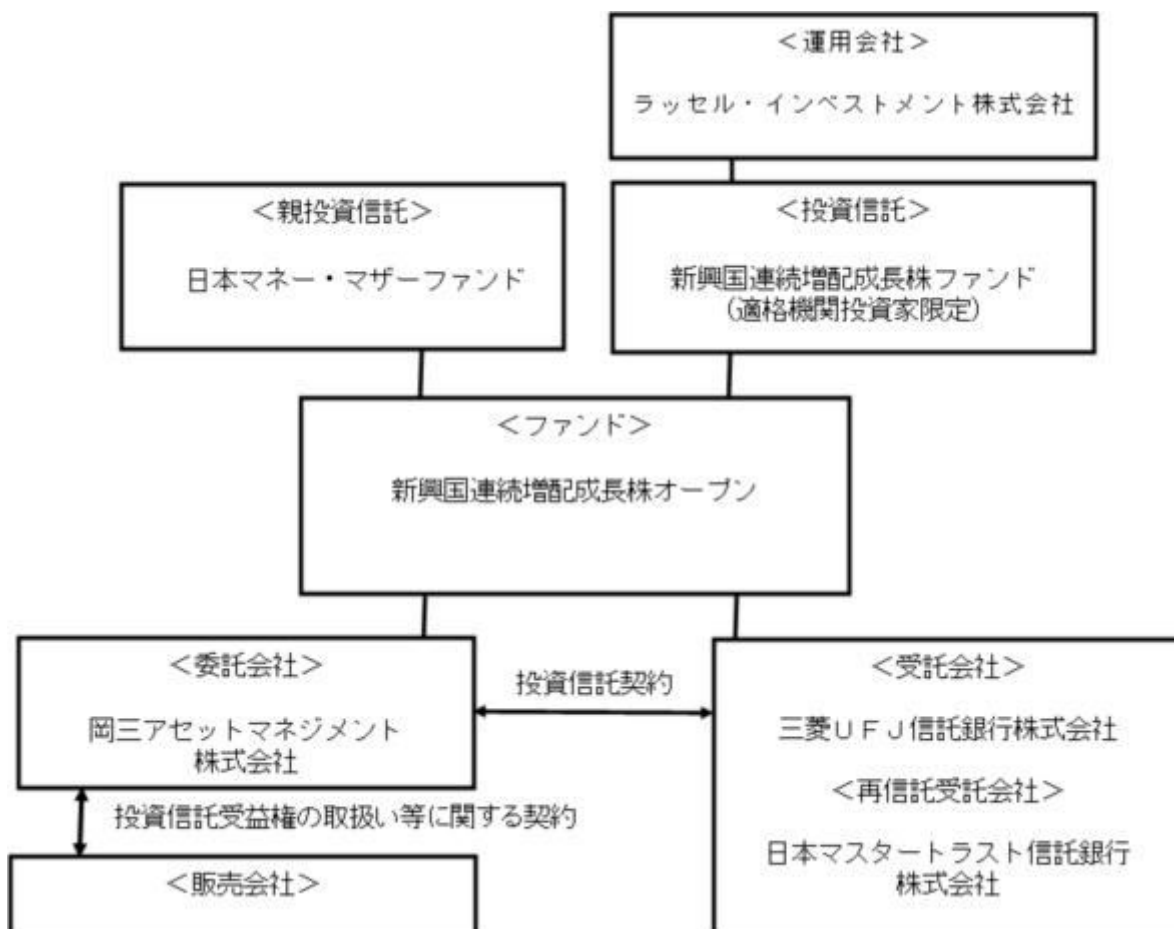 ＜運用会社＞
ラッセル・インベストメント株式会社
＜親投資信託＞
日本マネー・マザーファンド
＜投資信託＞
新興国連続増配成長株ファンド
（適格機関投資家限定）
＜ファンド＞
新興国連続増配成長株オープン
＜委託会社＞
岡三アセットマネジメント
株式会社
投資信託契約
＜受託会社＞
三菱ＵＦＪ信託銀行株式会社
＜再信託受託会社＞
日本マスタートラスト信託銀行
株式会社
投資信託受益権の取扱い等に関する契約
＜販売会社＞